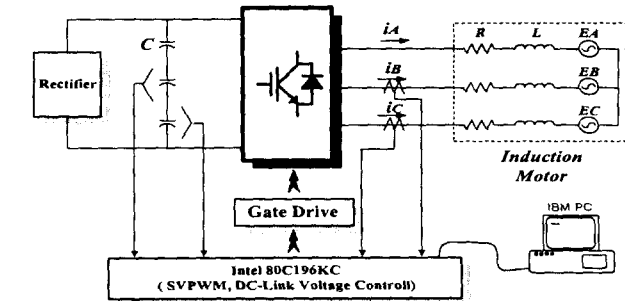 iA
R
L
EA
C
Rectifier
iB
EB
iC
EC
Induction
Motor
Gate Drive
IBM PC
Intel 80C196KC
( SVPWM, DC-Link Voltage Controll)